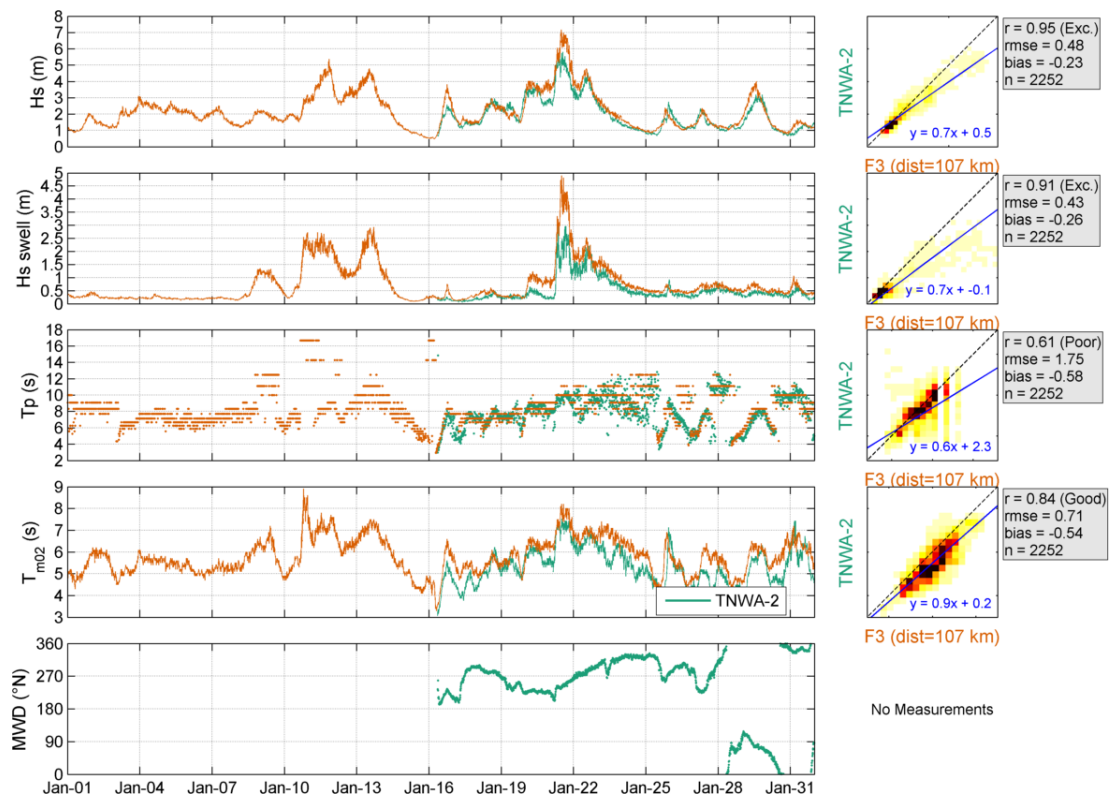 8
7
6
5
4
3
2
1
0
Hs (m)
TNWA-2
y = 0.7x + 0.5
F3 (dist=107 km)
r = 0.95 (Exc.)
rmse = 0.48
bias = -0.23
n = 2252
5
4.5
4
3.5
3
2.5
2
1.5
1
0.5
0
Hs swell (m)
TNWA-2
y = 0.7x + -0.1
F3 (dist=107 km)
r = 0.91 (Exc.)
rmse = 0.43
bias = -0.26
n = 2252
18
16
14
12
10
8
6
4
2
Tp (s)
TNWA-2
y = 0.6x + 2.3
F3 (dist=107 km)
r = 0.61 (Poor)
rmse = 1.75
bias = -0.58
n = 2252
9
8
7
6
5
4
3
Tm02 (s)
TNWA-2
TNWA-2
y = 0.9x + 0.2
F3 (dist=107 km)
r = 0.84 (Good)
rmse = 0.71
bias = -0.54
n = 2252
360
270
180
90
0
MWD (°N)
No Measurements
Jan-01 Jan-04 Jan-07 Jan-10 Jan-13 Jan-16 Jan-19 Jan-22 Jan-25 Jan-28 Jan-31